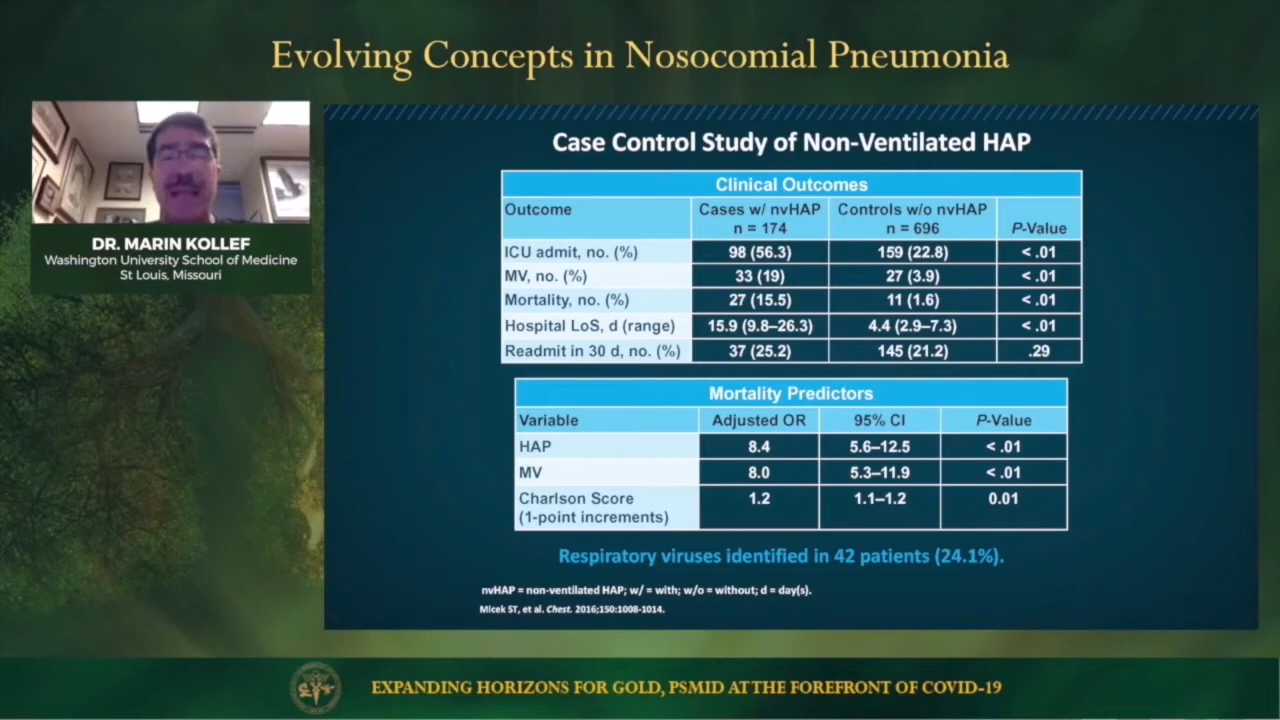 Evolving Concepts in Nosocomial Pneumonia
DR. MARIN KOLLEF
Washington University School of Medicine
St Louis, Missouri
Case Control Study of Non-Ventilated HAP
Clinical Outcomes
Outcome Cases w/ nvHAP n = 174 Controls w/o nvHAP n = 696 P-Value
ICU admit, no. (%) 98 (56.3) 159 (22.8) < .01
MV, no. (%) 33 (19) 27 (3.9) < .01
Mortality, no. (%) 27 (15.5) 11 (1.6) < .01
Hospital LoS, d (range) 15.9 (9.8–26.3) 4.4 (2.9–7.3) < .01
Readmit in 30 d, no. (%) 37 (25.2) 145 (21.2) .29
Mortality Predictors
Variable Adjusted OR 95% CI P-Value
HAP 8.4 5.6–12.5 < .01
MV 8.0 5.3–11.9 < .01
Charlson Score 1.2 1.1–1.2 0.01
(1-point increments)
Respiratory viruses identified in 42 patients (24.1%).
nvHAP = non-ventilated HAP; w/ = with; w/o = without; d = day(s).
Micek ST, et al. Chest. 2016;150:1008-1014.
EXPANDING HORIZONS FOR GOLD, PSMID AT THE FOREFRONT OF COVID-19